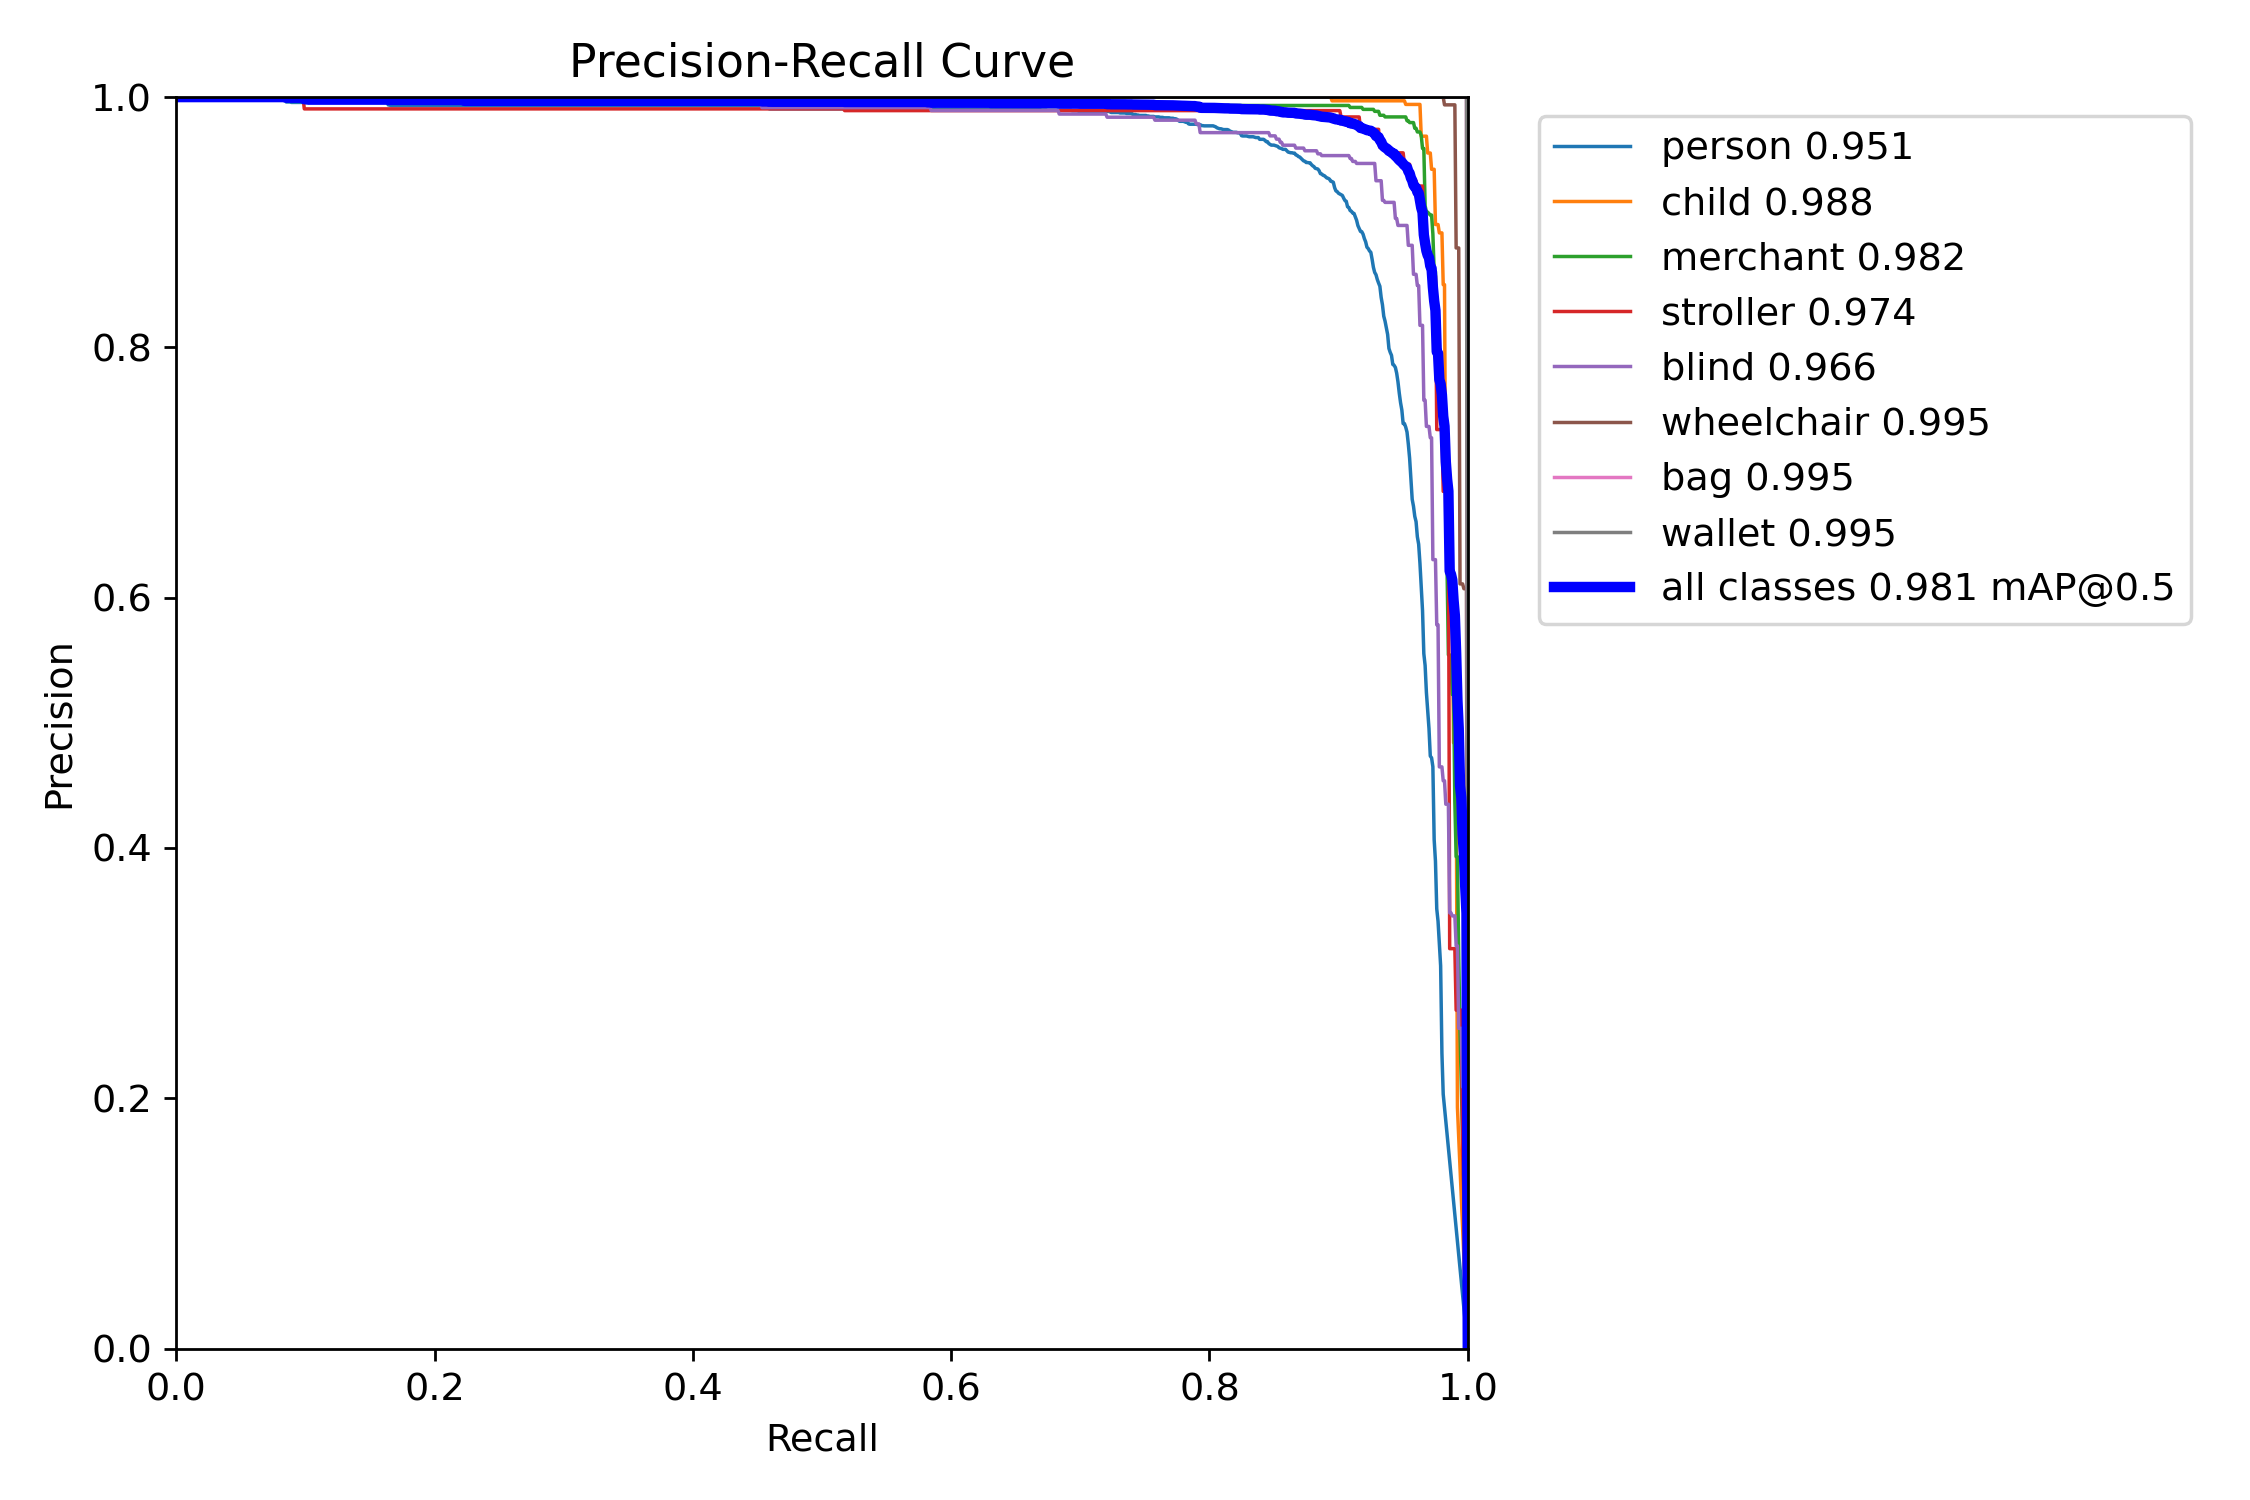 Precision-Recall Curve
1.0
0.8
0.6
0.4
0.2
0.0
Precision
0.0 0.2 0.4 0.6 0.8 1.0
Recall
person 0.951
child 0.988
merchant 0.982
stroller 0.974
blind 0.966
wheelchair 0.995
bag 0.995
wallet 0.995
all classes 0.981 mAP@0.5